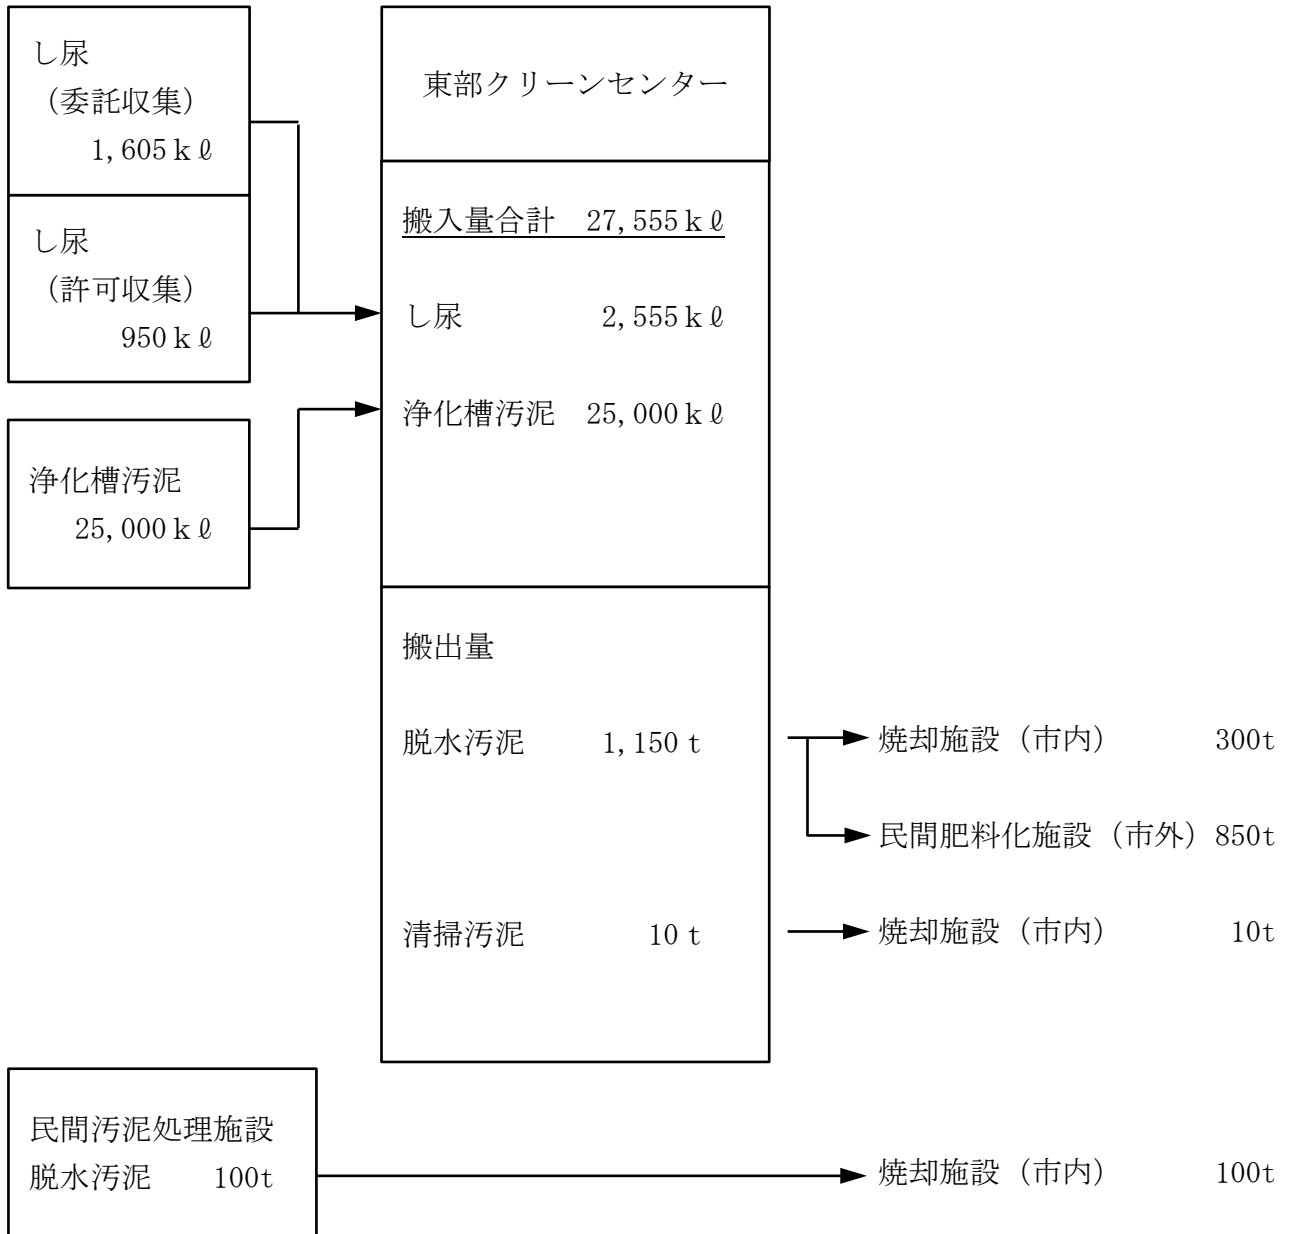 し尿
（委託収集）
1,605ｋℓ
し尿
（許可収集）
950ｋℓ
浄化槽汚泥
25,000ｋℓ
東部クリーンセンター
搬入量合計　27,555ｋℓ
し尿　2,555ｋℓ
浄化槽汚泥　25,000ｋℓ
搬出量
脱水汚泥　1,150ｔ
焼却施設（市内）　300t
民間肥料化施設（市外）850t
清掃汚泥　10ｔ
焼却施設（市内）　10t
民間汚泥処理施設
脱水汚泥　100t
焼却施設（市内）　100t